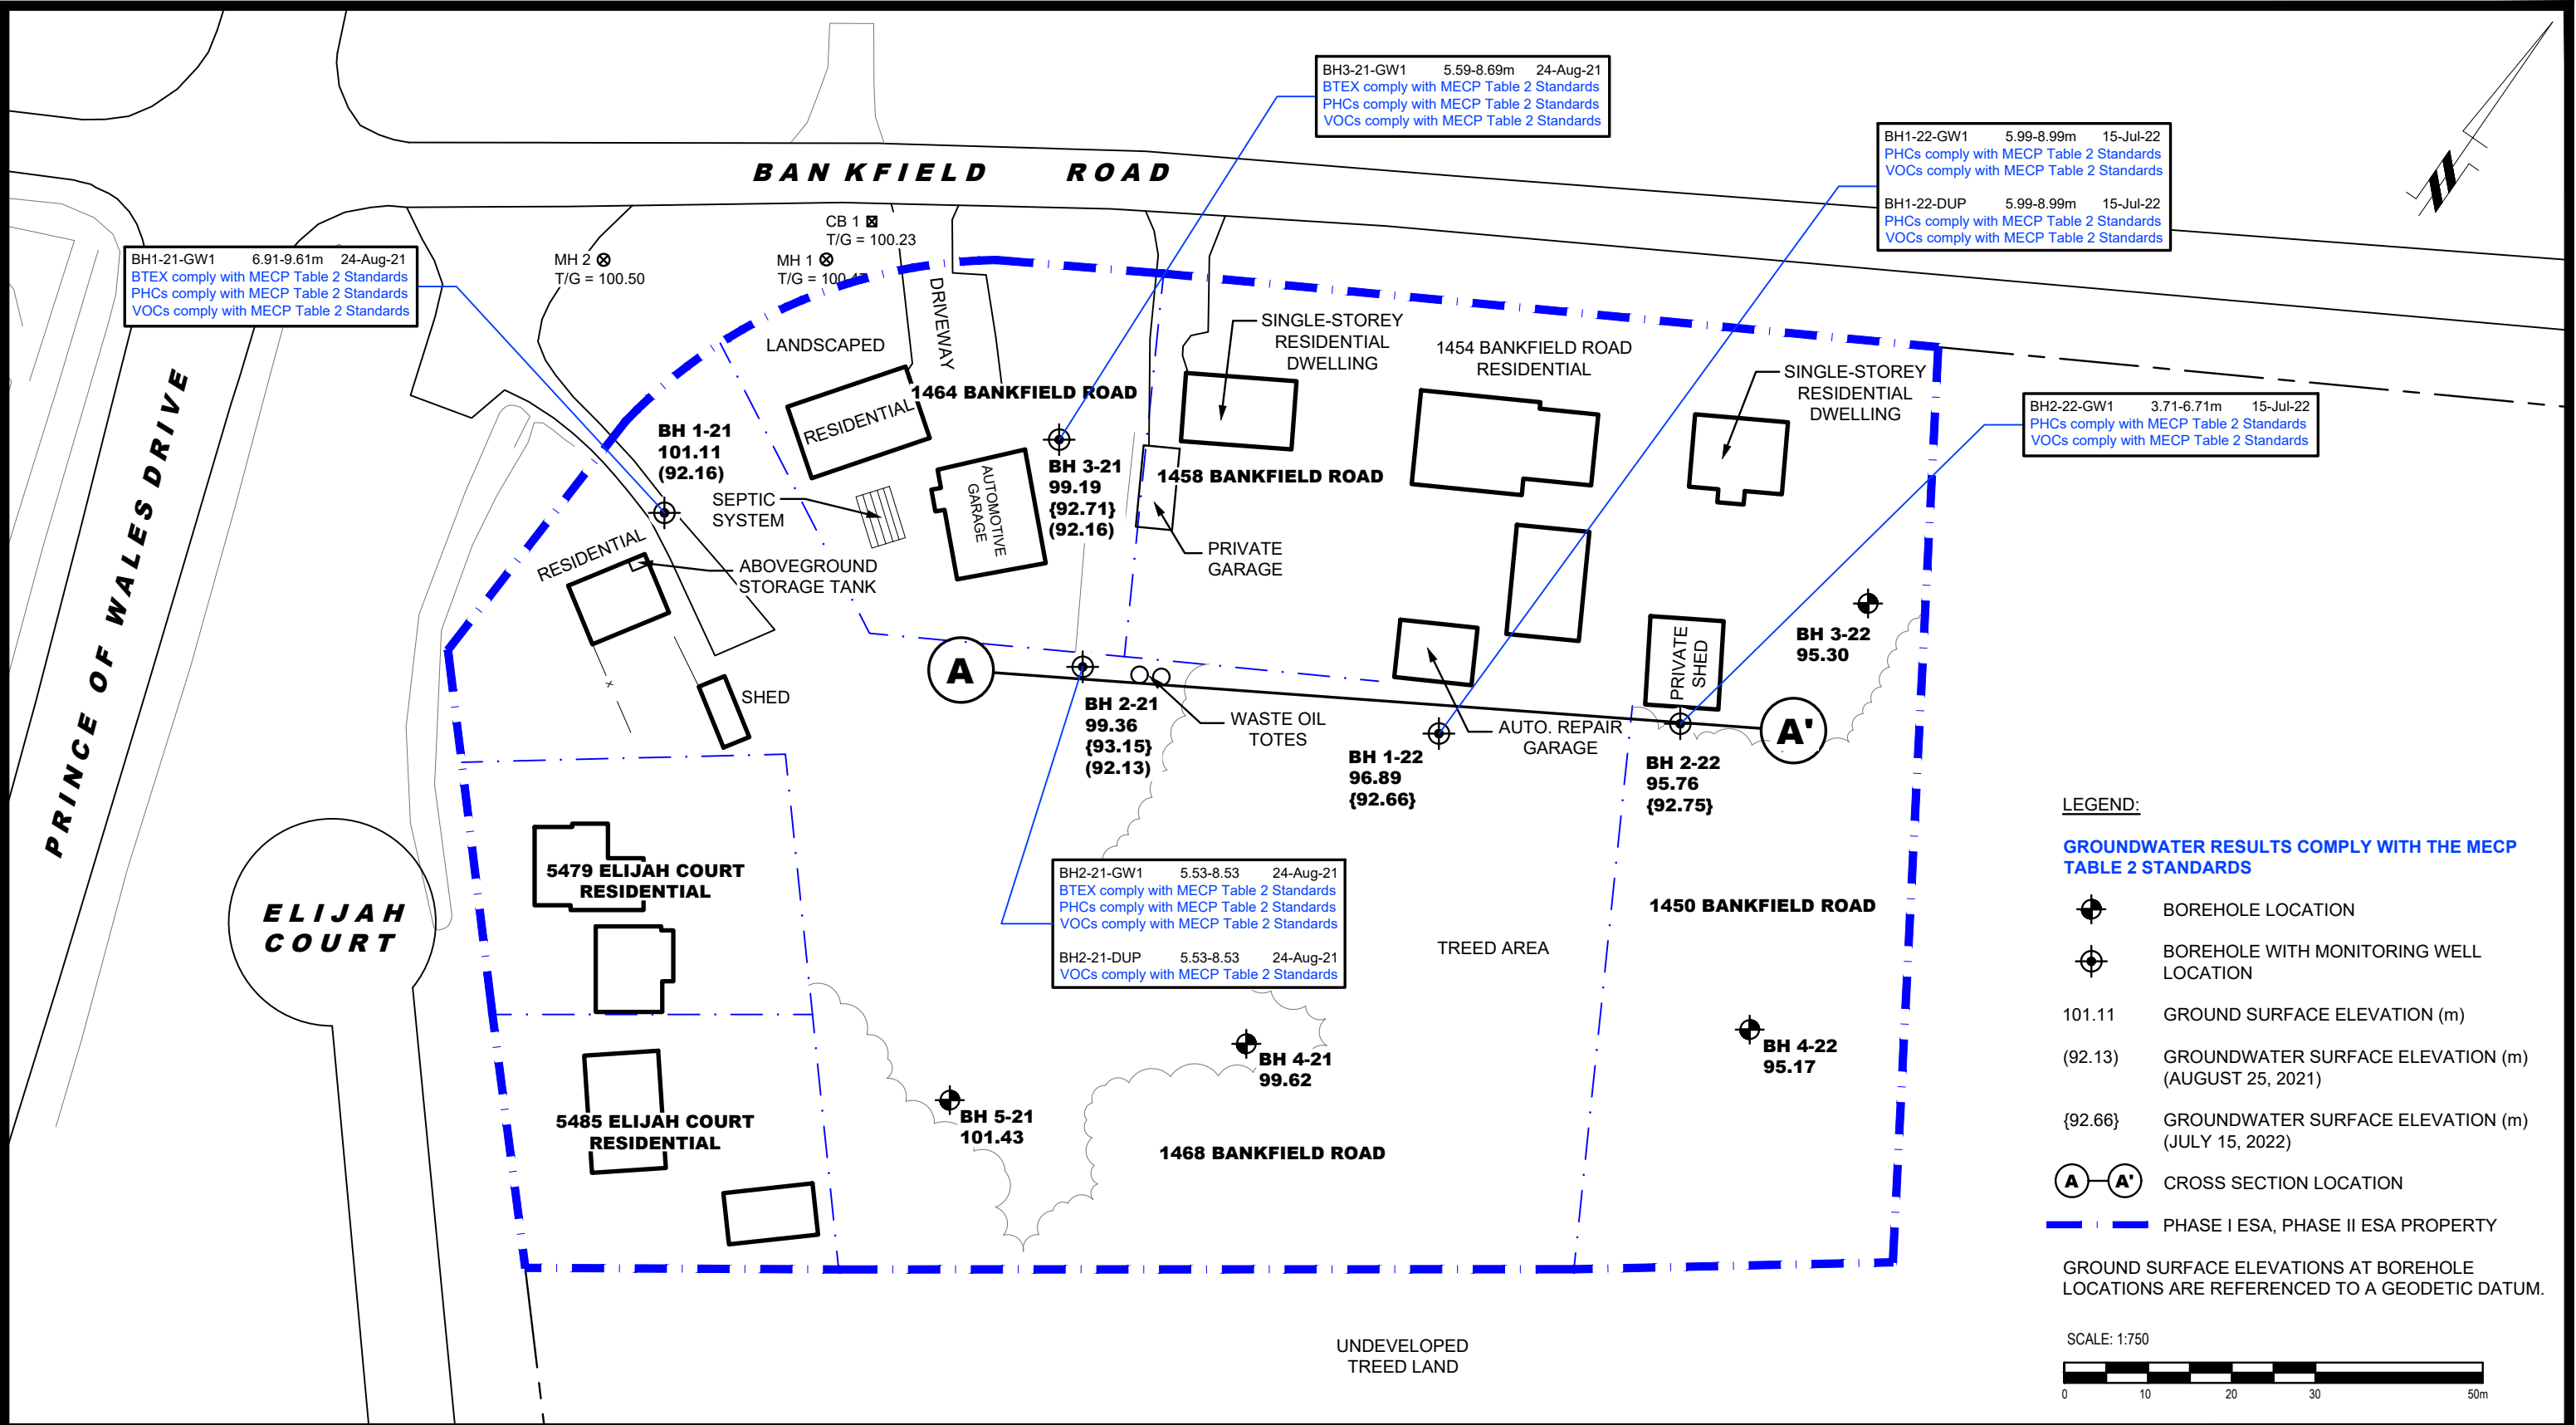 BH3-21-GW1 5.59-8.69m 24-Aug-21
BTEX comply with MECP Table 2 Standards
PHCs comply with MECP Table 2 Standards
VOCs comply with MECP Table 2 Standards
BH1-22-GW1 5.99-8.99m 15-Jul-22
PHCs comply with MECP Table 2 Standards
VOCs comply with MECP Table 2 Standards
BH1-22-DUP 5.99-8.99m 15-Jul-22
PHCs comply with MECP Table 2 Standards
VOCs comply with MECP Table 2 Standards
BANKFIELD ROAD
CB 1
T/G = 100.23
MH 2
T/G = 100.50
MH 1
T/G = 100.47
BH1-21-GW1 6.91-9.61m 24-Aug-21
BTEX comply with MECP Table 2 Standards
PHCs comply with MECP Table 2 Standards
VOCs comply with MECP Table 2 Standards
DRIVEWAY
LANDSCAPED
SINGLE-STOREY
RESIDENTIAL
DWELLING
1454 BANKFIELD ROAD
RESIDENTIAL
SINGLE-STOREY
RESIDENTIAL
DWELLING
1464 BANKFIELD ROAD
RESIDENTIAL
BH2-22-GW1 3.71-6.71m 15-Jul-22
PHCs comply with MECP Table 2 Standards
VOCs comply with MECP Table 2 Standards
BH 1-21
101.11
(92.16)
BH 3-21
99.19
{92.71}
(92.16)
1458 BANKFIELD ROAD
SEPTIC
SYSTEM
AUTOMOTIVE
GARAGE
PRIVATE
GARAGE
PRINCE OF WALES DRIVE
RESIDENTIAL
ABOVEGROUND
STORAGE TANK
BH 3-22
95.30
PRIVATE
SHED
A
x
SHED
BH 2-21
99.36
{93.15}
(92.13)
WASTE OIL
TOTES
BH 1-22
96.89
{92.66}
AUTO. REPAIR
GARAGE
A'
BH 2-22
95.76
{92.75}
5479 ELIJAH COURT
RESIDENTIAL
ELIJAH
COURT
BH2-21-GW1 5.53-8.53 24-Aug-21
BTEX comply with MECP Table 2 Standards
PHCs comply with MECP Table 2 Standards
VOCs comply with MECP Table 2 Standards
BH2-21-DUP 5.53-8.53 24-Aug-21
VOCs comply with MECP Table 2 Standards
1450 BANKFIELD ROAD
TREED AREA
BH 4-21
99.62
BH 4-22
95.17
BH 5-21
101.43
5485 ELIJAH COURT
RESIDENTIAL
1468 BANKFIELD ROAD
UNDEVELOPED
TREED LAND
LEGEND:
GROUNDWATER RESULTS COMPLY WITH THE MECP
TABLE 2 STANDARDS
BOREHOLE LOCATION
BOREHOLE WITH MONITORING WELL
LOCATION
101.11 GROUND SURFACE ELEVATION (m)
(92.13) GROUNDWATER SURFACE ELEVATION (m)
(AUGUST 25, 2021)
{92.66} GROUNDWATER SURFACE ELEVATION (m)
(JULY 15, 2022)
A A' CROSS SECTION LOCATION
PHASE I ESA, PHASE II ESA PROPERTY
GROUND SURFACE ELEVATIONS AT BOREHOLE
LOCATIONS ARE REFERENCED TO A GEODETIC DATUM.
SCALE: 1:750
0 10 20 30 50m